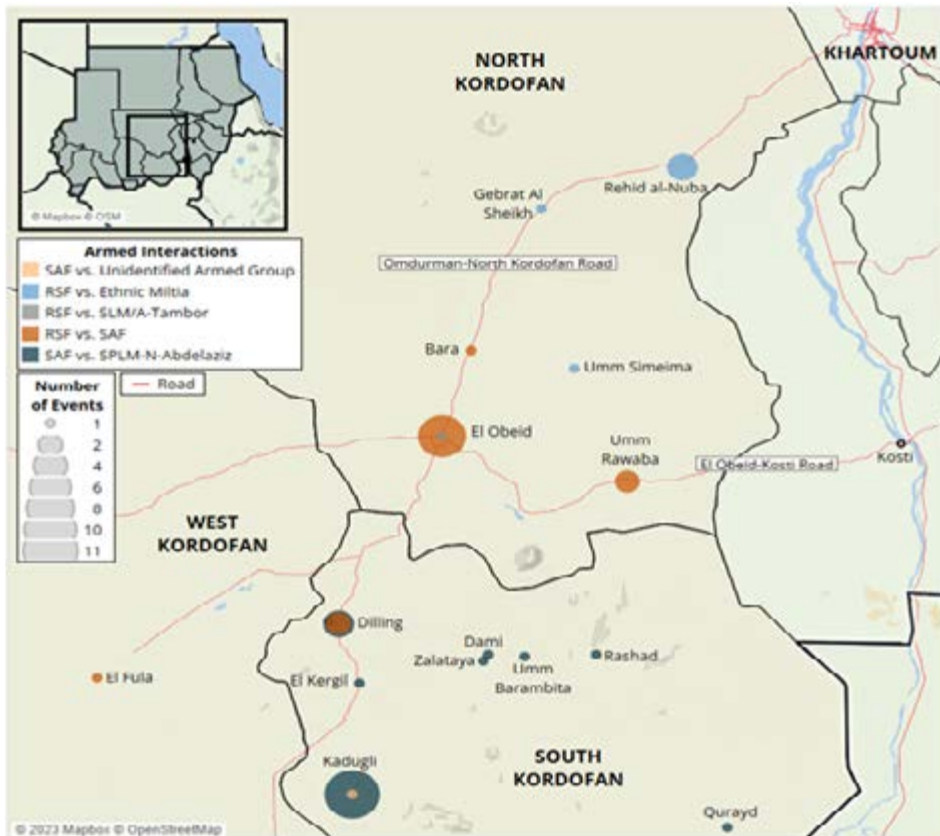 NORTH
KORDOFAN
KHARTOUM
Rehid al-Nuba
Gebrat Al
Sheikh
© Mapbox © OSM
Armed Interactions
SAF vs. Unidentified Armed Group
RSF vs. Ethnic Miltia
RSF vs. SLM/A-Tambor
RSF vs. SAF
SAF vs. SPLM-N-Abdelaziz
Omdurman-North Kordofan Road
Bara
Umm Simeima
Number
of Events
1
2
4
6
8
10
11
Road
El Obeid
Umm
Rawaba
El Obeid-Kosti Road
Kosti
WEST
KORDOFAN
Dilling
Dami
Zalataya
Umm
Barambita
Rashad
El Fula
El Kergil
Kadugli
SOUTH
KORDOFAN
Qurayd
© 2023 Mapbox © OpenStreetMap